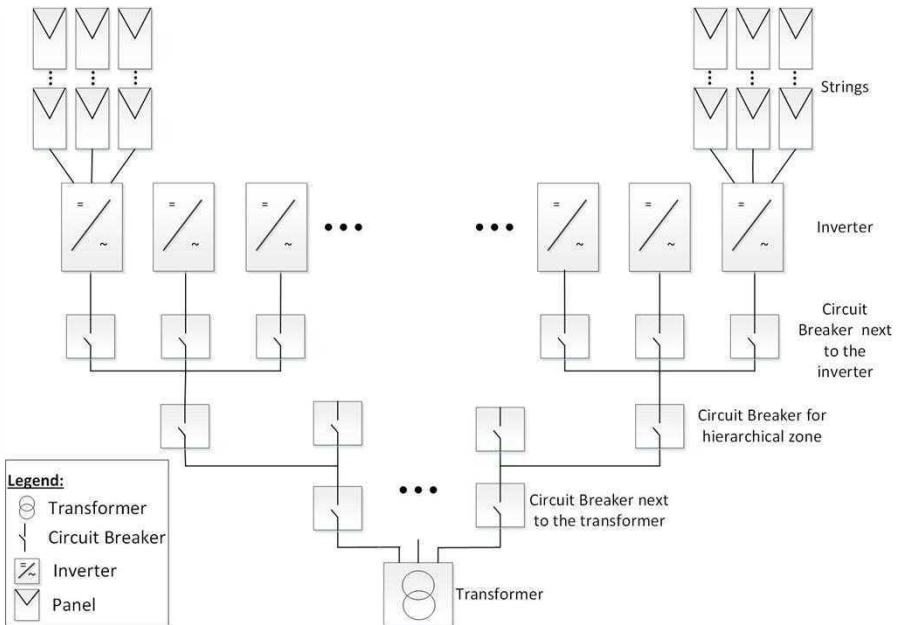 Strings
Inverter
Circuit
Breaker next
to the
inverter
Circuit Breaker for
hierarchical zone
Circuit Breaker next
to the transformer
Transformer
Legend:
Transformer
Circuit Breaker
Inverter
Panel